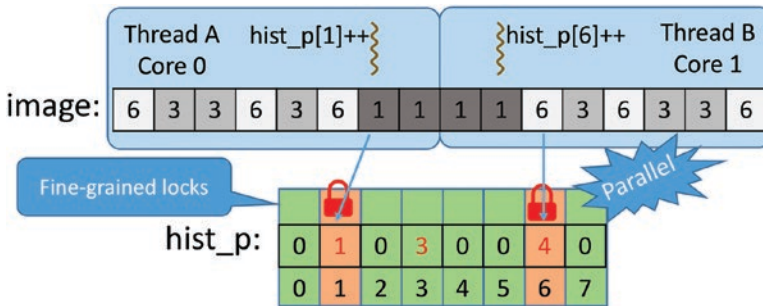 Thread A
Core 0
hist_p[1]++
hist_p[6]++
Thread B
Core 1
image: 6 3 3 6 3 6 1 1 1 1 6 3 6 3 3 6
Fine-grained locks
Parallel
hist_p: 0 1 0 3 0 0 4 0
0 1 2 3 4 5 6 7